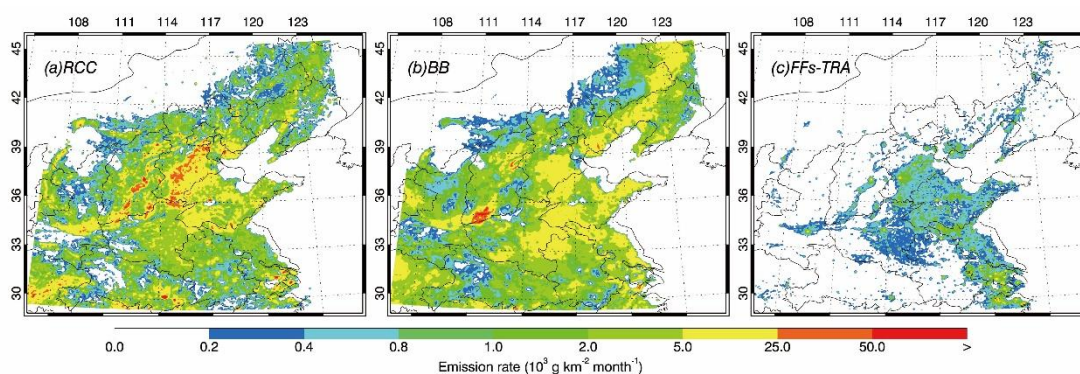 108 111 114 117 120 123 108 111 114 117 120 123 108 111 114 117 120 123
(a)RCC (b)BB (c)FFs-TRA
45 45 45
42 42 42
39 39 39
36 36 36
33 33 33
30 30 30
0.0 0.2 0.4 0.8 1.0 2.0 5.0 25.0 50.0 >
Emission rate (10³ g km⁻² month⁻¹)